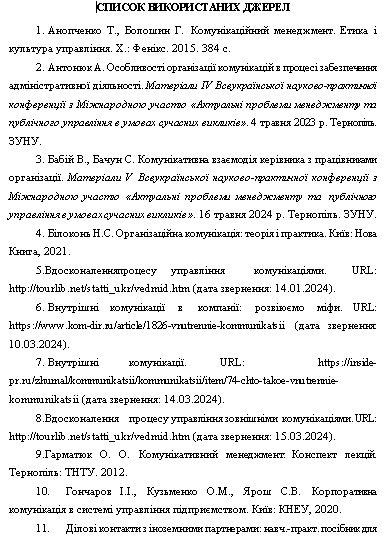 СПИСОК ВИКОРИСТАНИХ ДЖЕРЕЛ
1. Анопченко Т., Болошин Г. Комунікаційний менеджмент. Етика і
культура управління. Х.: Фенікс. 2015. 384 с.
2. Антонюк А. Особливості організації комунікацій в процесі забезпечення
адміністративної діяльності. Матеріали IV Всеукраїнської науково-практичної
конференції з Міжнародною участю «Актуальні проблеми менеджменту та
публічного управління в умовах сучасних викликів». 4 травня 2023 р. Тернопіль.
ЗУНУ.
3. Бабій В., Бачун С. Комунікативна взаємодія керівника з працівниками
організації. Матеріали V Всеукраїнської науково-практичної конференції з
Міжнародною участю «Актуальні проблеми менеджменту та публічного
управління в умовах сучасних викликів». 16 травня 2024 р. Тернопіль. ЗУНУ.
4. Білоконь Н.С. Організаційна комунікація: теорія і практика. Київ: Нова
Книга, 2021.
5.Вдосконаленняпроцесу управління комунікаціями. URL:
http://tourlib.net/statti_ukr/vedmid.htm (дата звернення: 14.01.2024).
6. Внутрішні комунікації в компанії: розвіюємо міфи. URL:
https://www.kom-dir.ru/article/1826-vnutrennie-kommunikatsii (дата звернення:
10.03.2024).
7. Внутрішні комунікації. URL: https://inside-
pr.ru/zhurnal/kommunikatsii/kommunikatsii/item/74-chto-takoe-vnutrennie-
kommunikatsii (дата звернення: 14.03.2024).
8.Вдосконалення процесу управління зовнішніми комунікаціями.URL:
http://tourlib.net/statti_ukr/vedmid.htm (дата звернення: 15.03.2024).
9.Гарматюк О. О. Комунікативний менеджмент. Конспект лекцій.
Тернопіль: ТНТУ. 2012.
10. Гончаров І.І., Кузьменко О.М., Ярош С.В. Корпоративна
комунікація в системі управління підприємством. Київ: КНЕУ, 2020.
11. Ділові контакти з іноземними партнерами: навч.-практ. посібник для